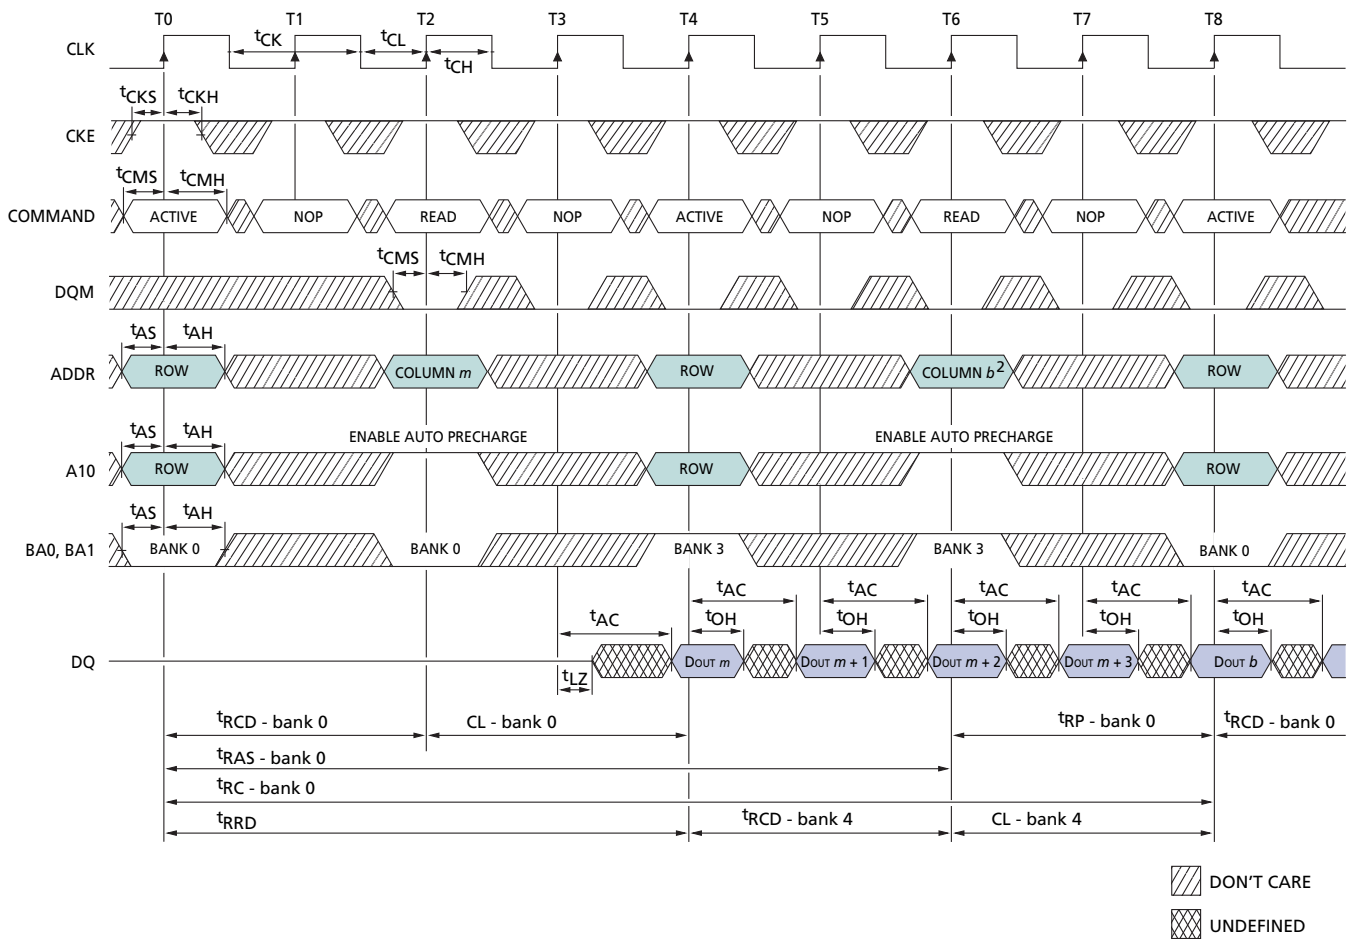 T0 T1 T2 T3 T4 T5 T6 T7 T8
CLK tCK tCL tCH
tCKS tCKH
CKE
tCMS tCMH
COMMAND ACTIVE NOP READ NOP ACTIVE NOP READ NOP ACTIVE
tCMS tCMH
DQM
tAS tAH
ADDR ROW COLUMN m ROW COLUMN b2 ROW
tAS tAH ENABLE AUTO PRECHARGE ENABLE AUTO PRECHARGE
A10 ROW ROW ROW
tAS tAH
BA0, BA1 BANK 0 BANK 0 BANK 3 BANK 3 BANK 0
tAC tAC tAC tAC tAC
tAC tOH tOH tOH tOH tOH
DQ DOUT m DOUT m + 1 DOUT m + 2 DOUT m + 3 DOUT b
tLZ
tRCD - bank 0 CL - bank 0 tRP - bank 0 tRCD - bank 0
tRAS - bank 0
tRC - bank 0
tRRD tRCD - bank 4 CL - bank 4
DON'T CARE
UNDEFINED